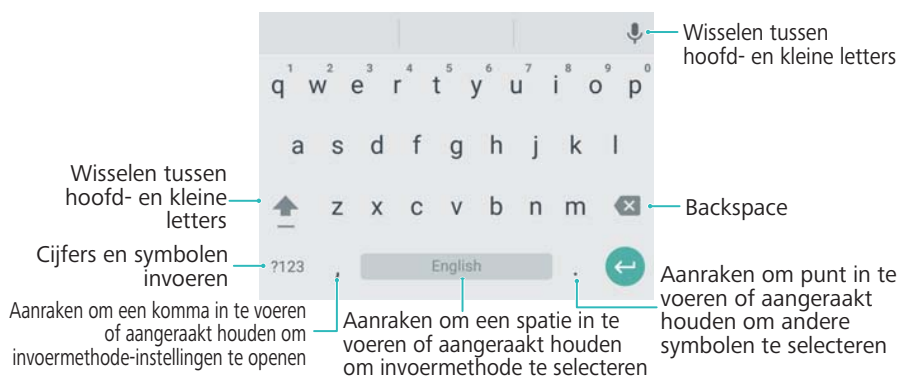 Wisselen tussen
hoofd- en kleine letters
1 2 3 4 5 6 7 8 9 0
q w e r t y u i o p
a s d f g h j k l
Wisselen tussen
hoofd- en kleine
letters
z x c v b n m
Backspace
Cijfers en symbolen
invoeren
?123 , English .
Aanraken om een komma in te voeren
of aangeraakt houden om
invoermethode-instellingen te openen
Aanraken om een spatie in te
voeren of aangeraakt houden
om invoermethode te selecteren
Aanraken om punt in te
voeren of aangeraakt
houden om andere
symbolen te selecteren